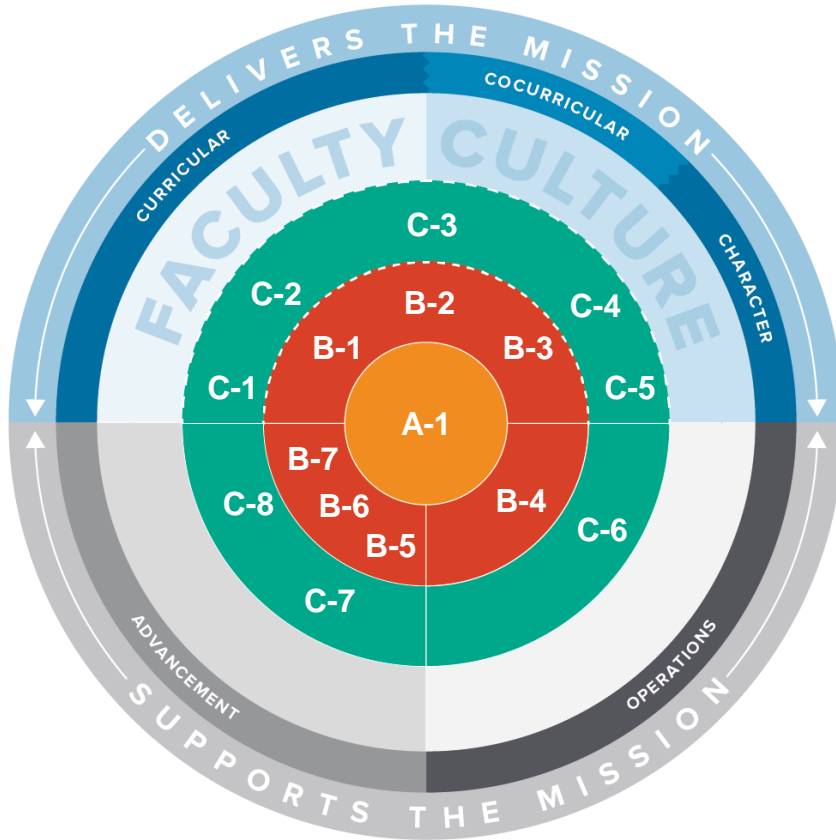 DELIVERS THE MISSION
COCURRICULAR
CURRICULAR
CHARACTER
FACULTY CULTURE
C-3
C-2
C-4
C-1
C-5
B-2
B-1
B-3
A-1
B-7
B-6
B-5
B-4
C-8
C-6
C-7
ADVANCEMENT
OPERATIONS
SUPPORTS THE MISSION